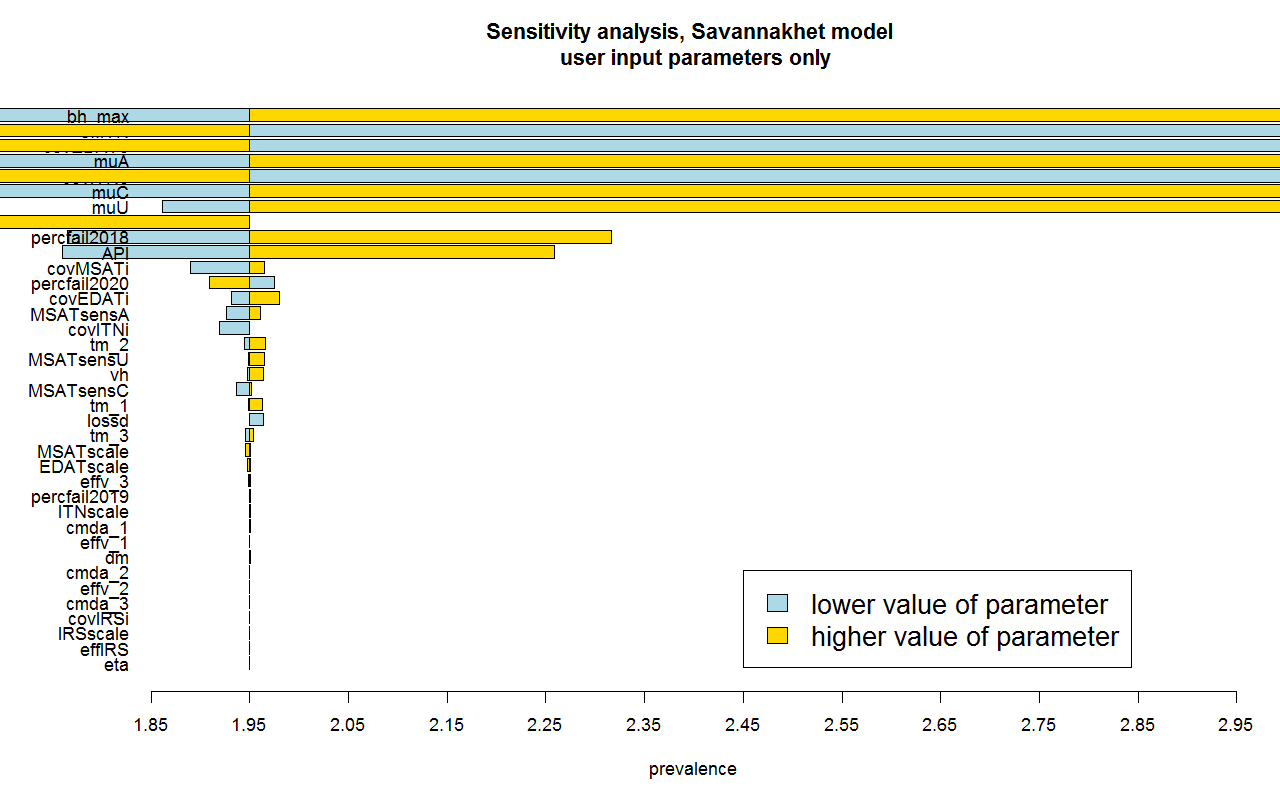 Sensitivity analysis, Savannakhet model
user input parameters only
bh_max
muA
muC
muU
percfail2018
API
covMSATi
percfail2020
covEDATi
MSATsensA
covITNi
tm_2
MSATsensU
vh
MSATsensC
tm_1
lossd
tm_3
MSATscale
EDATscale
effv_3
percfail2019
ITNscale
cmda_1
effv_1
dm
cmda_2
effv_2
cmda_3
covIRSi
IRSscale
effIRS
eta
lower value of parameter
higher value of parameter
1.85 1.95 2.05 2.15 2.25 2.35 2.45 2.55 2.65 2.75 2.85 2.95
prevalence